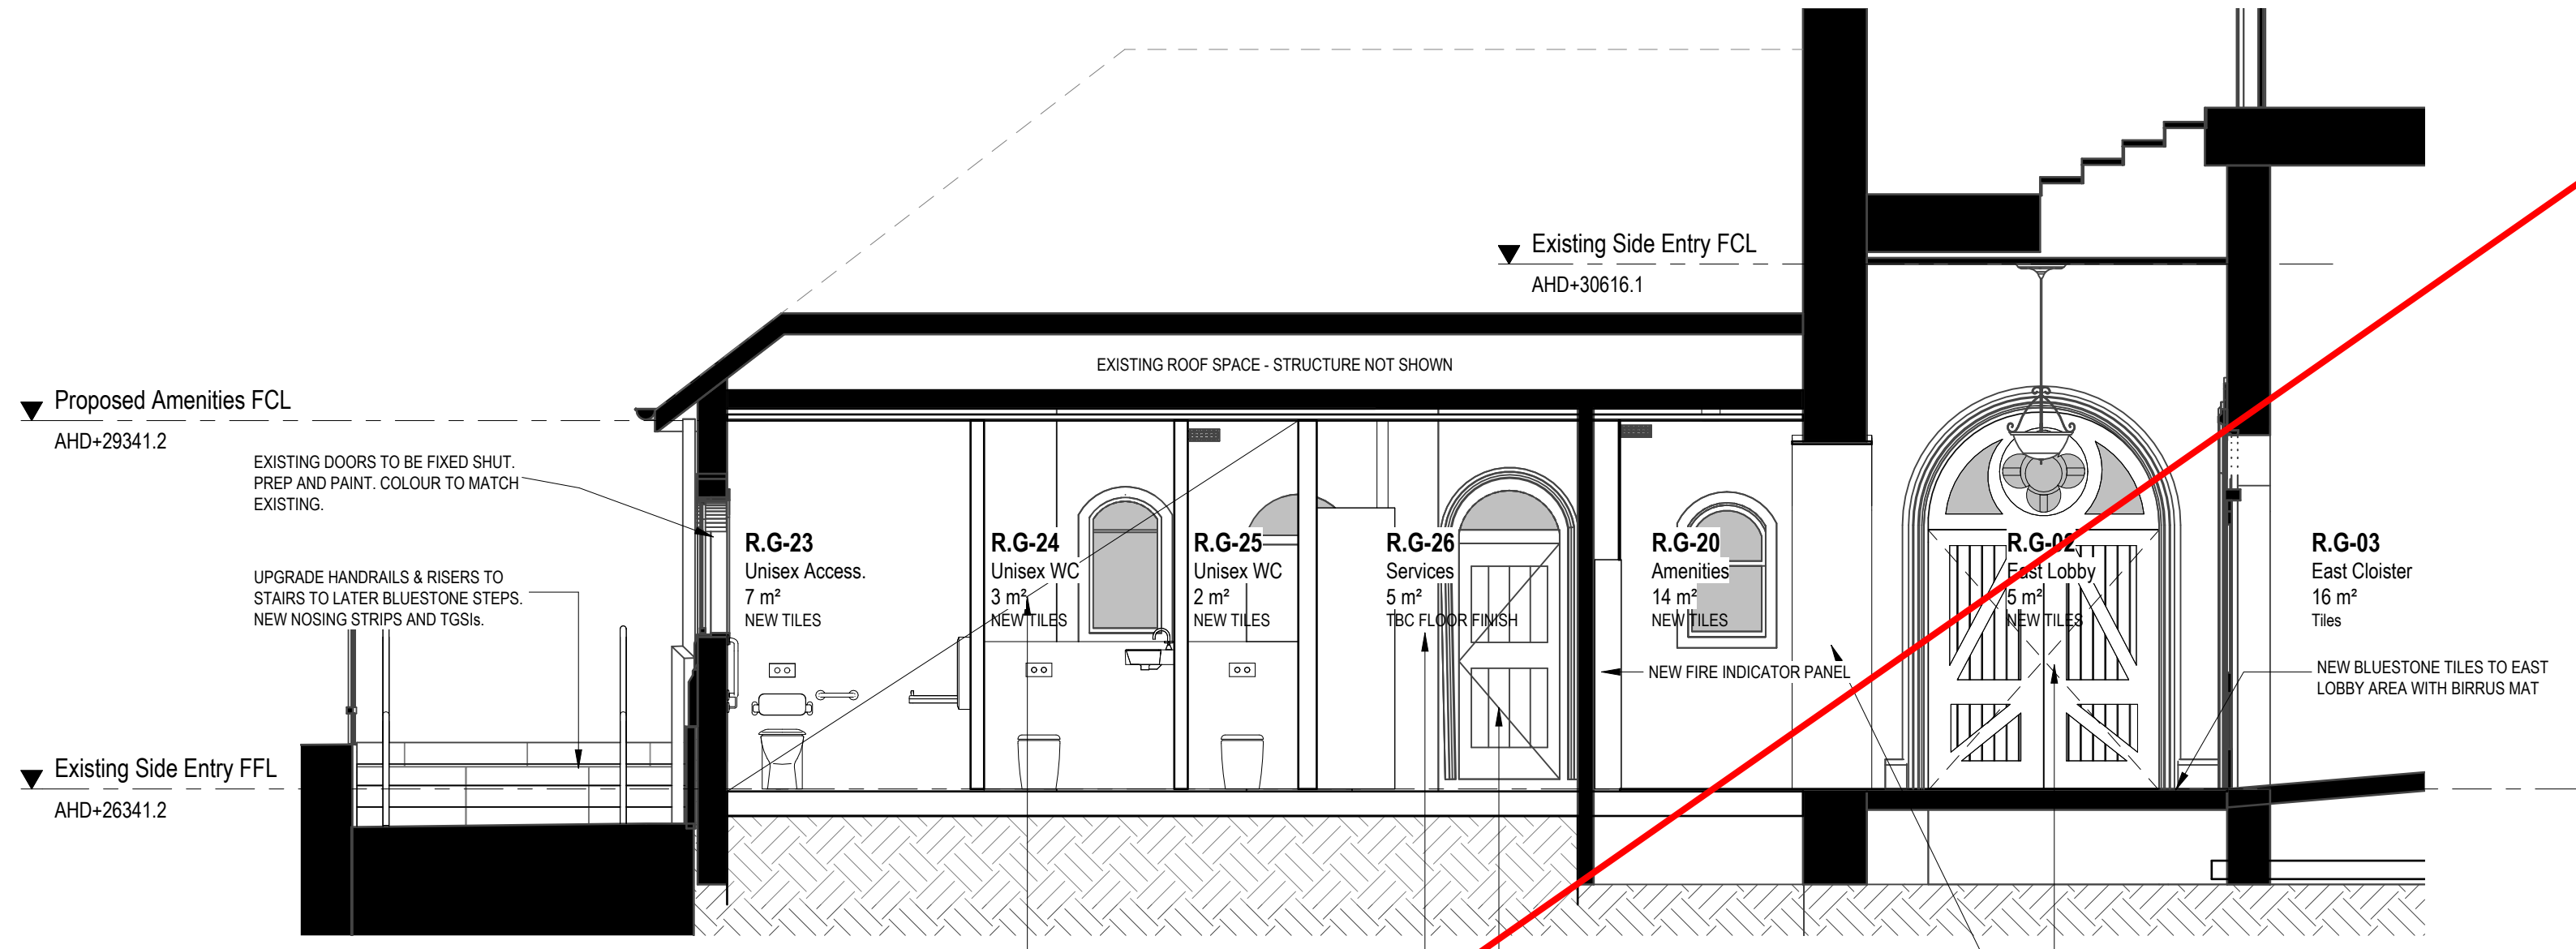 Existing Side Entry FCL
AHD+30616.1
EXISTING ROOF SPACE - STRUCTURE NOT SHOWN
Proposed Amenities FCL
AHD+29341.2
EXISTING DOORS TO BE FIXED SHUT.
PREP AND PAINT. COLOUR TO MATCH
EXISTING.
UPGRADE HANDRAILS & RISERS TO
STAIRS TO LATER BLUESTONE STEPS.
NEW NOSING STRIPS AND TGSIs.
Existing Side Entry FFL
AHD+26341.2
R.G-23
Unisex Access.
7 m²
NEW TILES
R.G-24
Unisex WC
3 m²
NEW TILES
R.G-25
Unisex WC
2 m²
NEW TILES
R.G-26
Services
5 m²
TBC FLOOR FINISH
R.G-20
Amenities
14 m²
NEW TILES
NEW FIRE INDICATOR PANEL
R.G-02
East Lobby
5 m²
NEW TILES
R.G-03
East Cloister
16 m²
Tiles
NEW BLUESTONE TILES TO EAST
LOBBY AREA WITH BIRRUS MAT